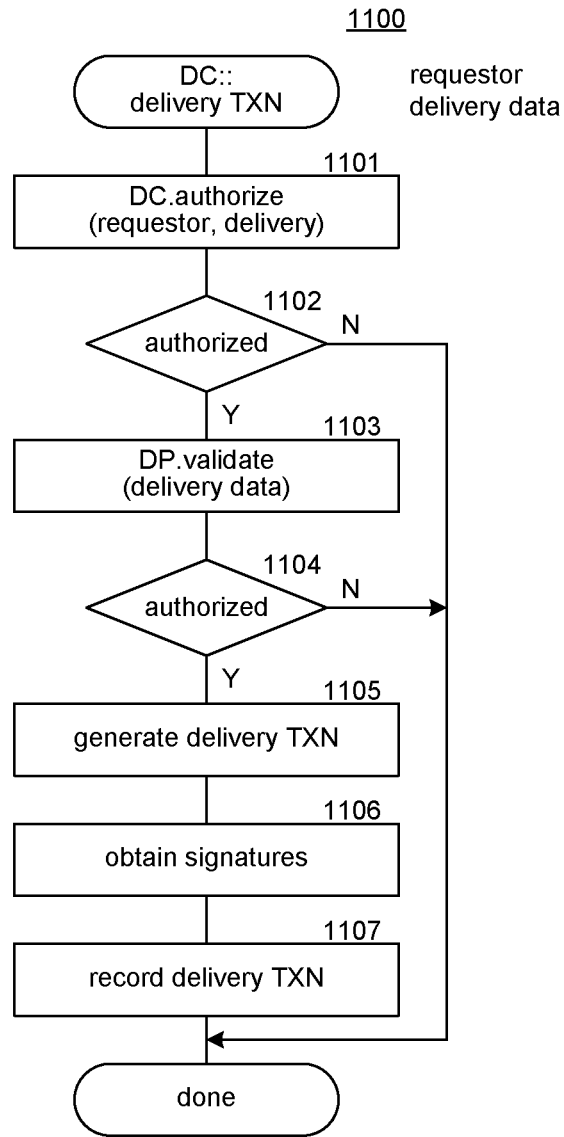 1100
DC::
delivery TXN
requestor
delivery data
1101
DC.authorize
(requestor, delivery)
1102
authorized
N
Y
1103
DP.validate
(delivery data)
1104
authorized
N
Y
1105
generate delivery TXN
1106
obtain signatures
1107
record delivery TXN
done